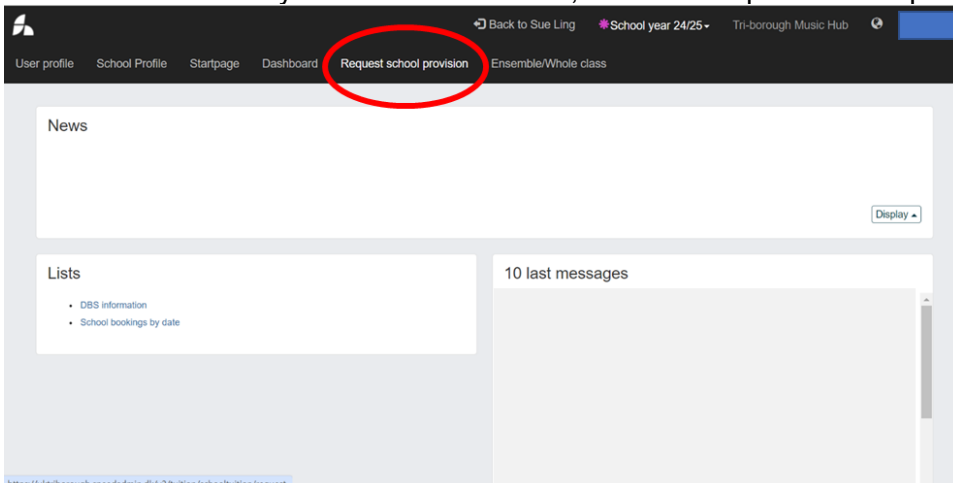 Back to Sue Ling School year 24/25 Tri-borough Music Hub
User profile School Profile Startpage Dashboard Request school provision Ensemble/Whole class
News
Display
Lists
10 last messages
DBS information
School bookings by date